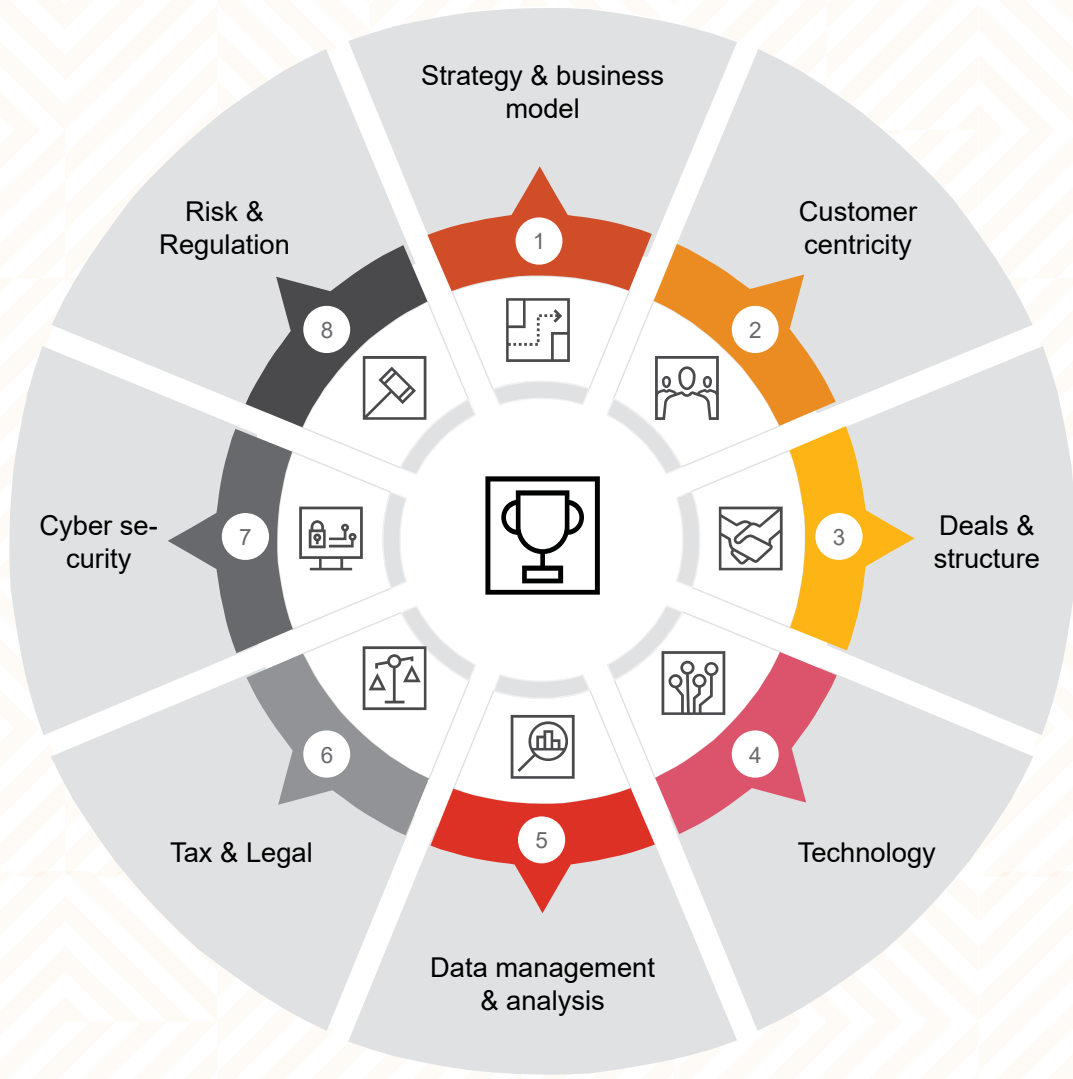 Strategy & business
model
1
Customer
centricity
2
Deals &
structure
3
Technology
4
Data management
& analysis
5
Tax & Legal
6
Cyber se-
curity
7
Risk &
Regulation
8